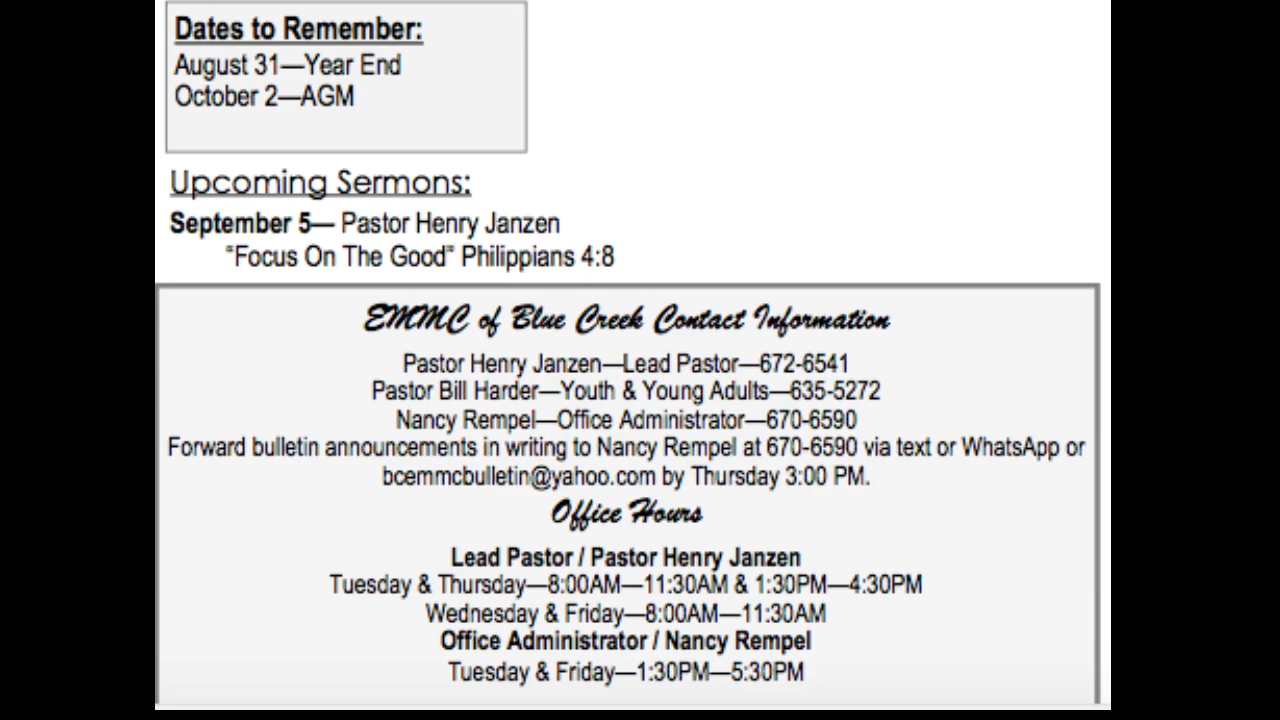 Dates to Remember:
August 31—Year End
October 2—AGM
Upcoming Sermons:
September 5— Pastor Henry Janzen
"Focus On The Good" Philippians 4:8
EMMC of Blue Creek Contact Information
Pastor Henry Janzen—Lead Pastor—672-6541
Pastor Bill Harder—Youth & Young Adults—635-5272
Nancy Rempel—Office Administrator—670-6590
Forward bulletin announcements in writing to Nancy Rempel at 670-6590 via text or WhatsApp or
bcemmcbulletin@yahoo.com by Thursday 3:00 PM.
Office Hours
Lead Pastor / Pastor Henry Janzen
Tuesday & Thursday—8:00AM—11:30AM & 1:30PM—4:30PM
Wednesday & Friday—8:00AM—11:30AM
Office Administrator / Nancy Rempel
Tuesday & Friday—1:30PM—5:30PM